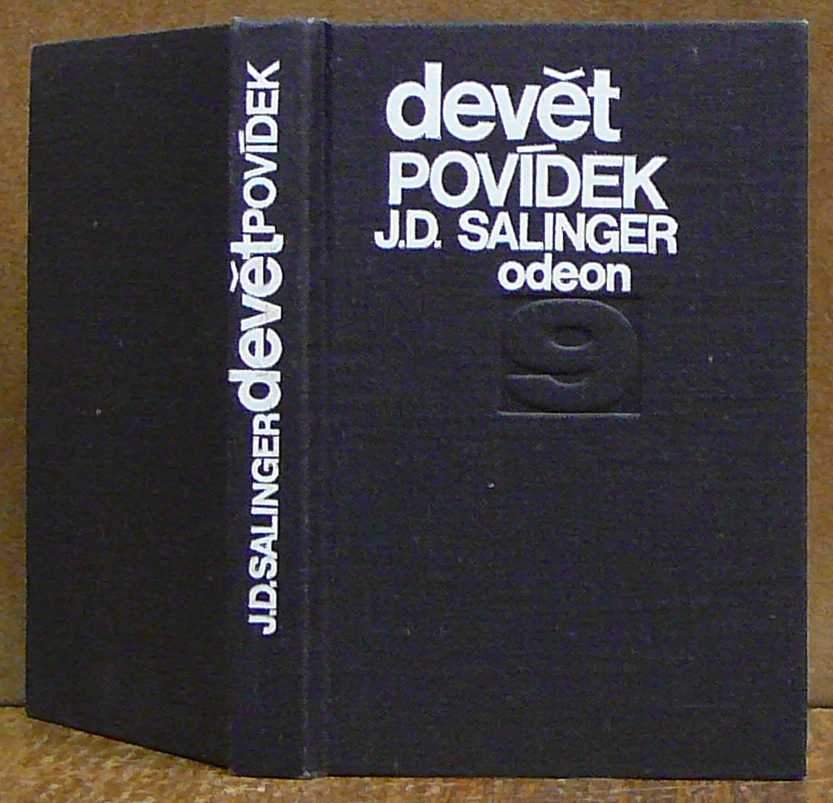 J.D. SALINGER devět POVÍDEK
devět
POVÍDEK
J.D. SALINGER
odeon
9